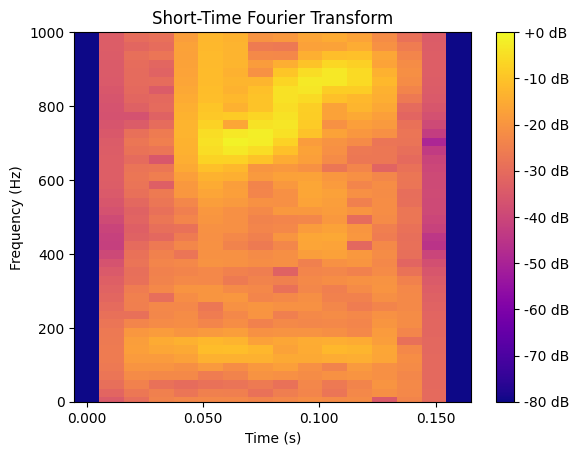 Short-Time Fourier Transform
1000
800
600
400
200
0
Frequency (Hz)
0.000
0.050
0.100
0.150
Time (s)
+0 dB
-10 dB
-20 dB
-30 dB
-40 dB
-50 dB
-60 dB
-70 dB
-80 dB